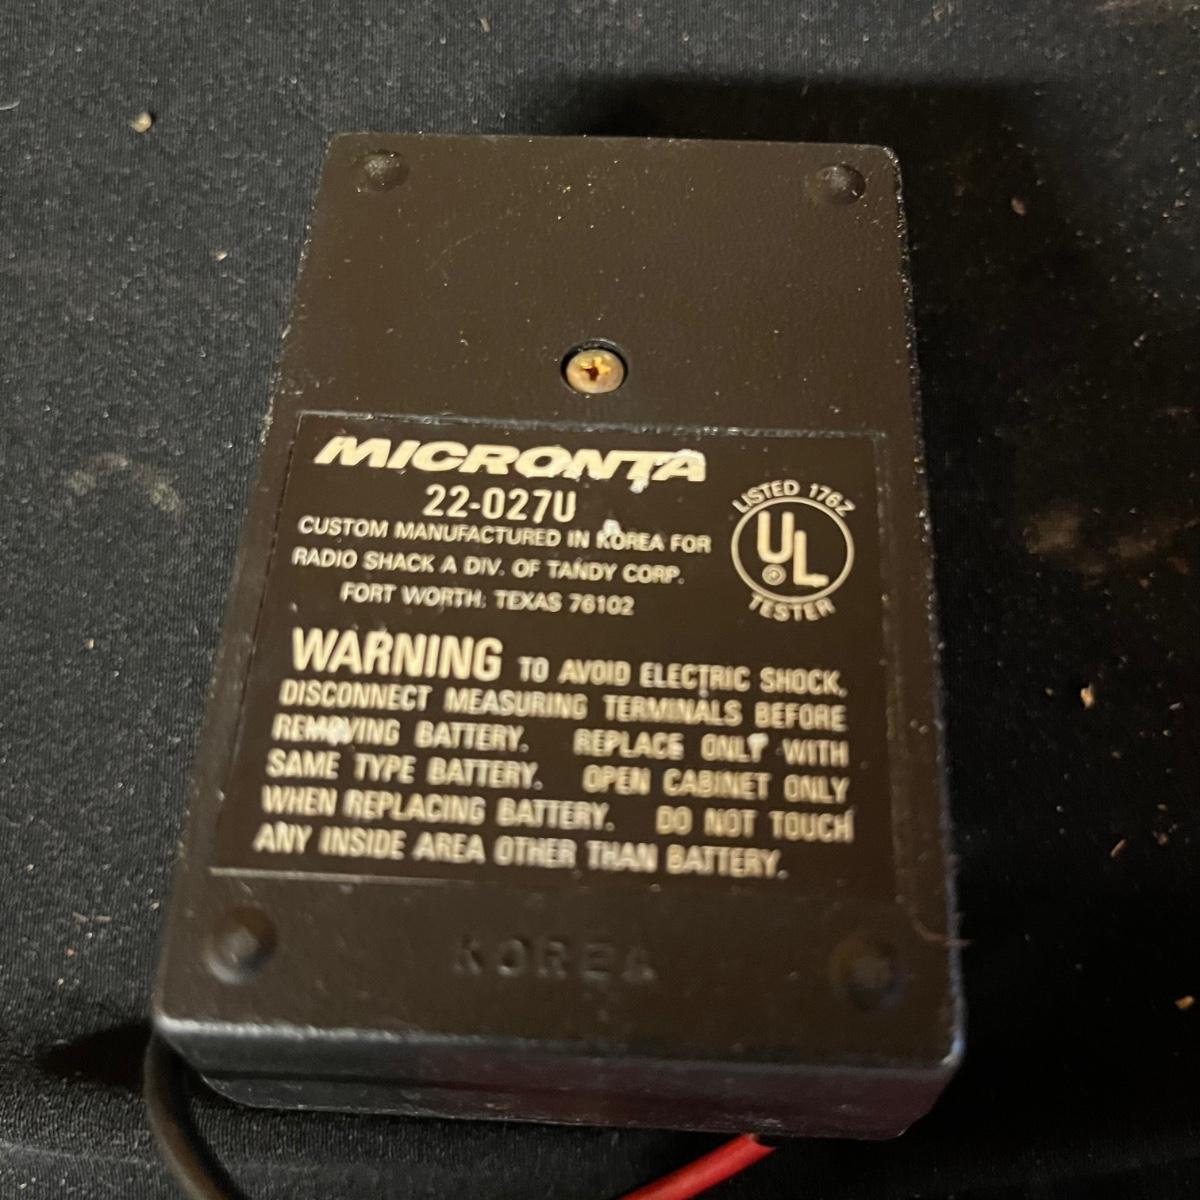 MICRONTA
22-027U
CUSTOM MANUFACTURED IN KOREA FOR
RADIO SHACK A DIV. OF TANDY CORP.
FORT WORTH, TEXAS 76102
LISTED 176Z
UL
®
TESTER
WARNING TO AVOID ELECTRIC SHOCK,
DISCONNECT MEASURING TERMINALS BEFORE
REMOVING BATTERY. REPLACE ONLY WITH
SAME TYPE BATTERY. OPEN CABINET ONLY
WHEN REPLACING BATTERY. DO NOT TOUCH
ANY INSIDE AREA OTHER THAN BATTERY.
KOREA